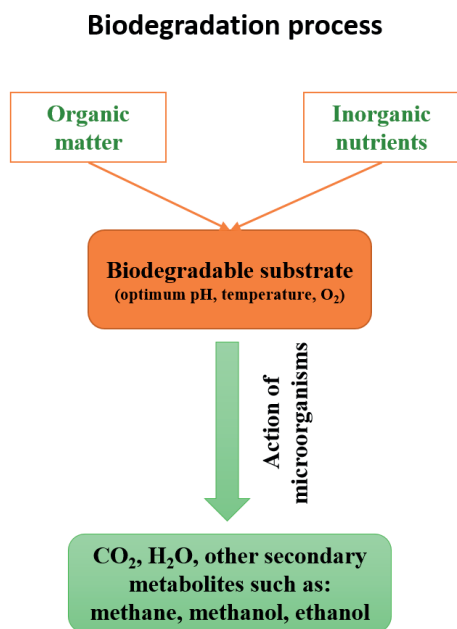 Biodegradation process
Organic
matter
Inorganic
nutrients
Biodegradable substrate
(optimum pH, temperature, O₂)
Action of
microorganisms
CO₂, H₂O, other secondary
metabolites such as:
methane, methanol, ethanol